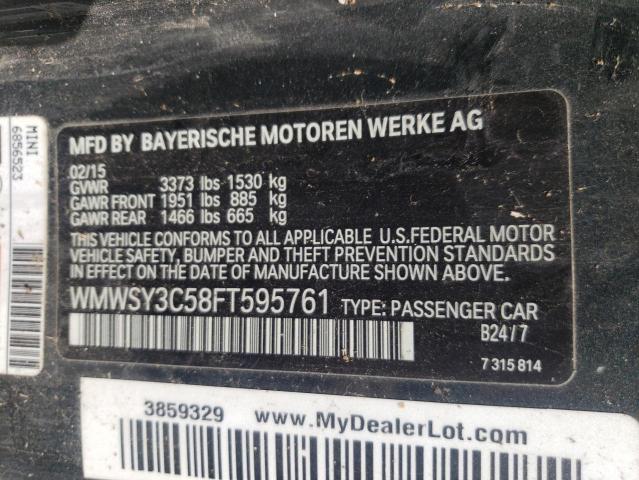 MINI
6856523
MFD BY BAYERISCHE MOTOREN WERKE AG
02/15
GVWR 3373 lbs 1530 kg
GAWR FRONT 1951 lbs 885 kg
GAWR REAR 1466 lbs 665 kg
THIS VEHICLE CONFORMS TO ALL APPLICABLE U.S.FEDERAL MOTOR
VEHICLE SAFETY, BUMPER AND THEFT PREVENTION STANDARDS
IN EFFECT ON THE DATE OF MANUFACTURE SHOWN ABOVE.
WMWSY3C58FT595761 TYPE: PASSENGER CAR
B24/7
7 315 814
3859329 www.MyDealerLot.com